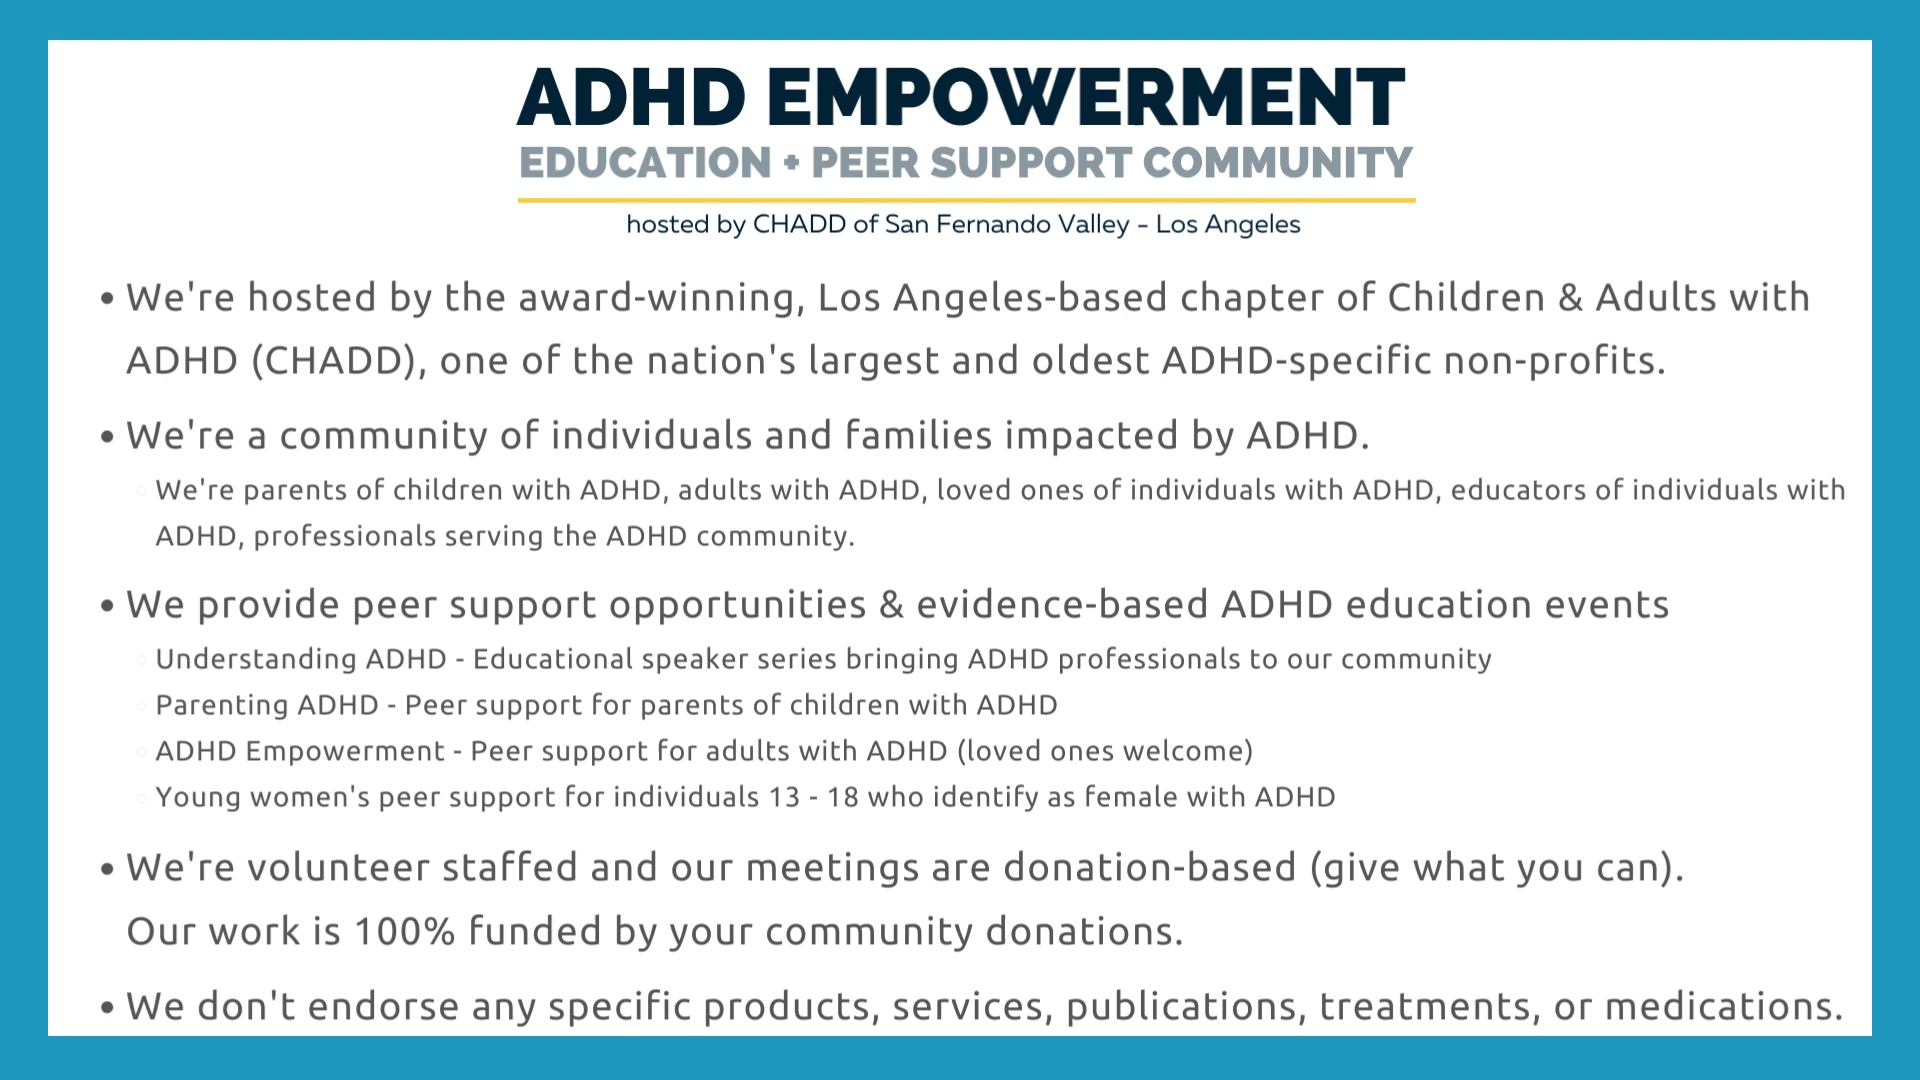 ADHD EMPOWERMENT
EDUCATION + PEER SUPPORT COMMUNITY
hosted by CHADD of San Fernando Valley - Los Angeles
• We're hosted by the award-winning, Los Angeles-based chapter of Children & Adults with
ADHD (CHADD), one of the nation's largest and oldest ADHD-specific non-profits.
• We're a community of individuals and families impacted by ADHD.
◦ We're parents of children with ADHD, adults with ADHD, loved ones of individuals with ADHD, educators of individuals with
ADHD, professionals serving the ADHD community.
• We provide peer support opportunities & evidence-based ADHD education events
◦ Understanding ADHD - Educational speaker series bringing ADHD professionals to our community
◦ Parenting ADHD - Peer support for parents of children with ADHD
◦ ADHD Empowerment - Peer support for adults with ADHD (loved ones welcome)
◦ Young women's peer support for individuals 13 - 18 who identify as female with ADHD
• We're volunteer staffed and our meetings are donation-based (give what you can).
Our work is 100% funded by your community donations.
• We don't endorse any specific products, services, publications, treatments, or medications.